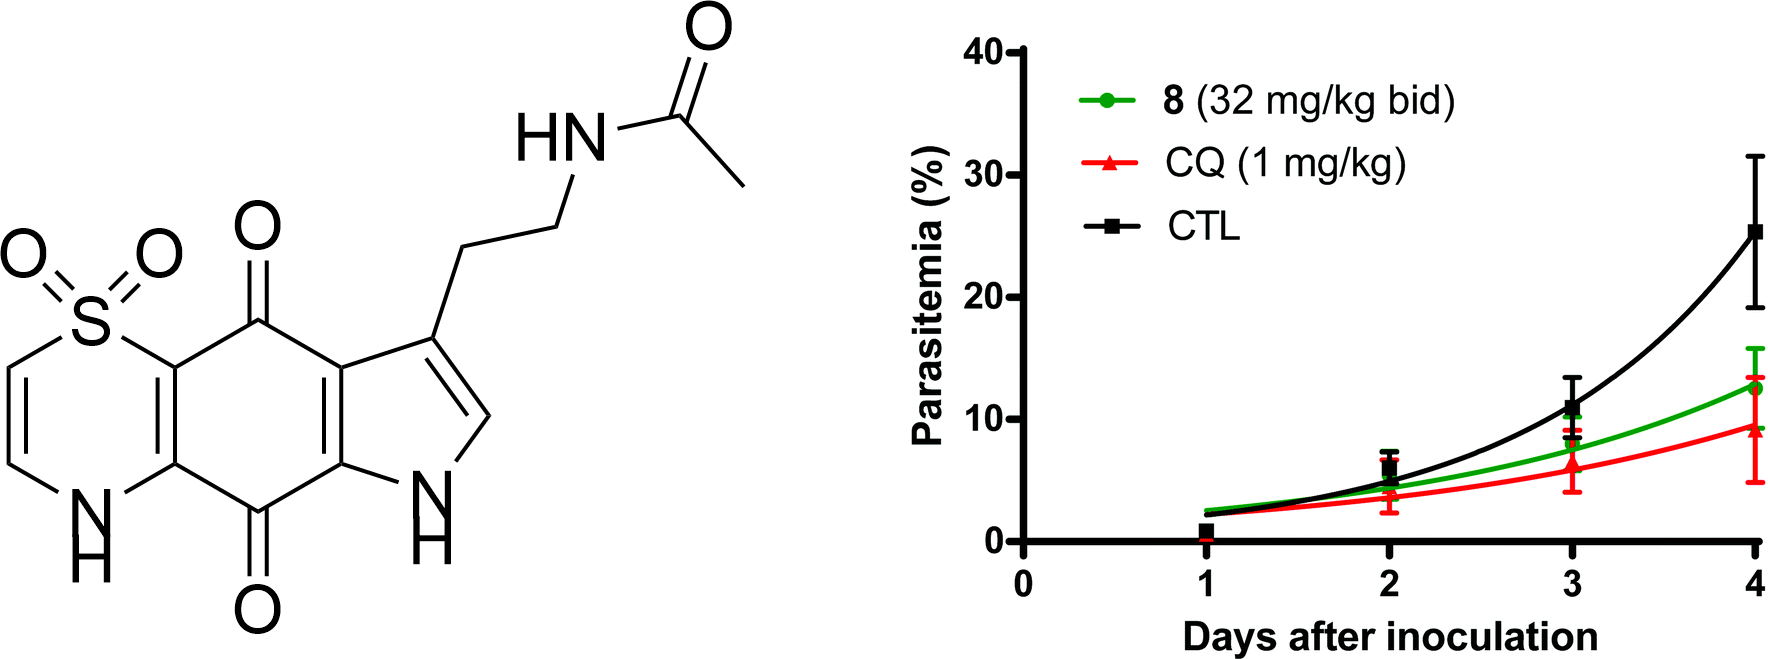 O
HN
O
O O
S
N
H
N
H
O
40
30
20
10
0
Parasitemia (%)
8 (32 mg/kg bid)
CQ (1 mg/kg)
CTL
0 1 2 3 4
Days after inoculation